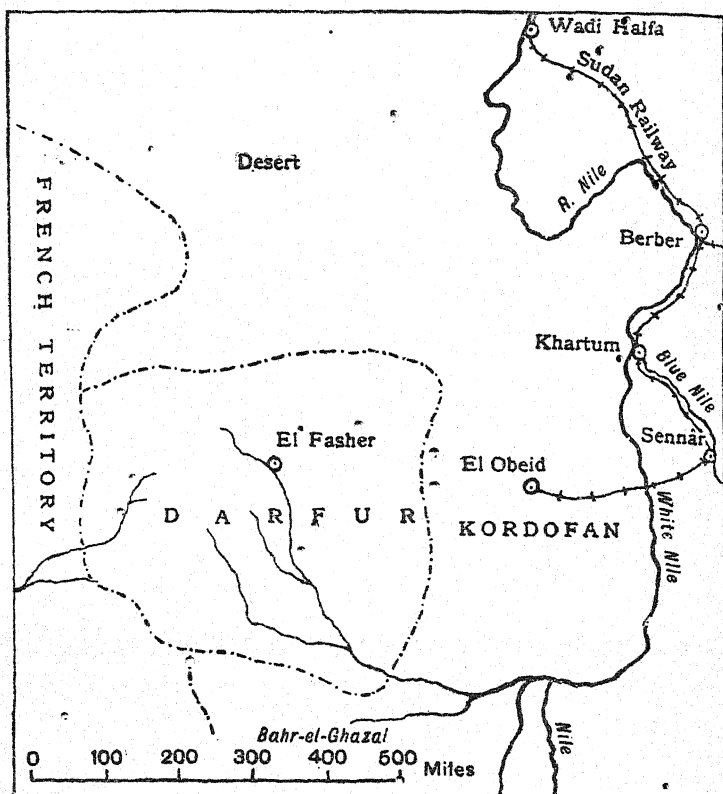 Wadi Halfa
Sudan Railway
Desert
R. Nile
FRENCH TERRITORY
Berber
Khartum
Blue Nile
El Fasher
Sennar
El Obeid
DARFUR
KORDOFAN
White Nile
Bahr-el-Ghazal
Nile
0 100 200 330 400 500 Miles